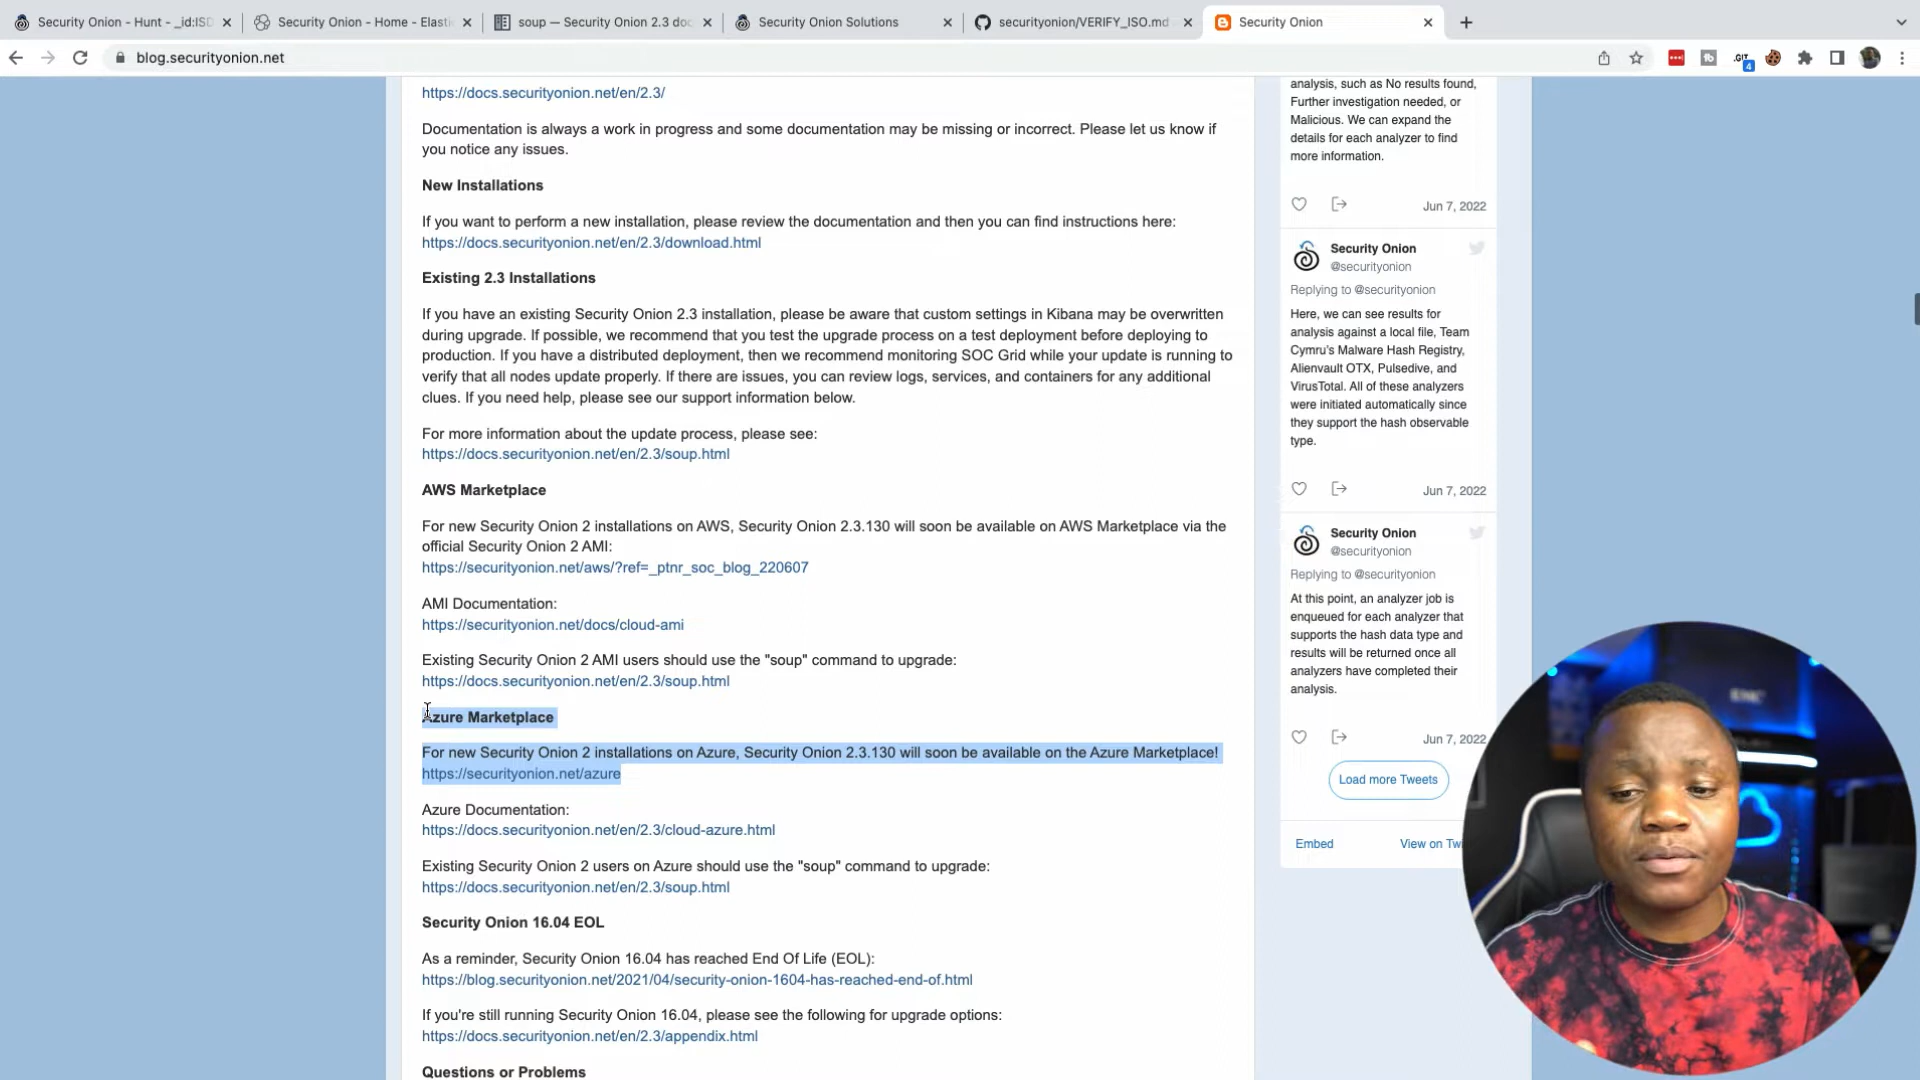 Security Onion - Hunt - _id:ISD
Security Onion - Home - Elastic
soup — Security Onion 2.3 doc
Security Onion Solutions
securityonion/VERIFY_ISO.md
Security Onion
blog.securityonion.net
4
https://docs.securityonion.net/en/2.3/
Documentation is always a work in progress and some documentation may be missing or incorrect. Please let us know if
you notice any issues.
New Installations
If you want to perform a new installation, please review the documentation and then you can find instructions here:
https://docs.securityonion.net/en/2.3/download.html
Existing 2.3 Installations
If you have an existing Security Onion 2.3 installation, please be aware that custom settings in Kibana may be overwritten
during upgrade. If possible, we recommend that you test the upgrade process on a test deployment before deploying to
production. If you have a distributed deployment, then we recommend monitoring SOC Grid while your update is running to
verify that all nodes update properly. If there are issues, you can review logs, services, and containers for any additional
clues. If you need help, please see our support information below.
For more information about the update process, please see:
https://docs.securityonion.net/en/2.3/soup.html
AWS Marketplace
For new Security Onion 2 installations on AWS, Security Onion 2.3.130 will soon be available on AWS Marketplace via the
official Security Onion 2 AMI:
https://securityonion.net/aws/?ref=_ptnr_soc_blog_220607
AMI Documentation:
https://securityonion.net/docs/cloud-ami
Existing Security Onion 2 AMI users should use the "soup" command to upgrade:
https://docs.securityonion.net/en/2.3/soup.html
Azure Marketplace
For new Security Onion 2 installations on Azure, Security Onion 2.3.130 will soon be available on the Azure Marketplace!
https://securityonion.net/azure
Azure Documentation:
https://docs.securityonion.net/en/2.3/cloud-azure.html
Existing Security Onion 2 users on Azure should use the "soup" command to upgrade:
https://docs.securityonion.net/en/2.3/soup.html
Security Onion 16.04 EOL
As a reminder, Security Onion 16.04 has reached End Of Life (EOL):
https://blog.securityonion.net/2021/04/security-onion-1604-has-reached-end-of.html
If you're still running Security Onion 16.04, please see the following for upgrade options:
https://docs.securityonion.net/en/2.3/appendix.html
Questions or Problems
analysis, such as No results found,
Further investigation needed, or
Malicious. We can expand the
details for each analyzer to find
more information.
Jun 7, 2022
Security Onion
@securityonion
Replying to @securityonion
Here, we can see results for
analysis against a local file, Team
Cymru's Malware Hash Registry,
Alienvault OTX, Pulsedive, and
VirusTotal. All of these analyzers
were initiated automatically since
they support the hash observable
type.
Jun 7, 2022
Security Onion
@securityonion
Replying to @securityonion
At this point, an analyzer job is
enqueued for each analyzer that
supports the hash data type and
results will be returned once all
analyzers have completed their
analysis.
Jun 7, 2022
Load more Tweets
Embed
View on Tw